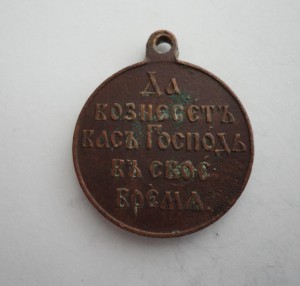 Да
вознесетъ
васъ Господь
въ свое
время.